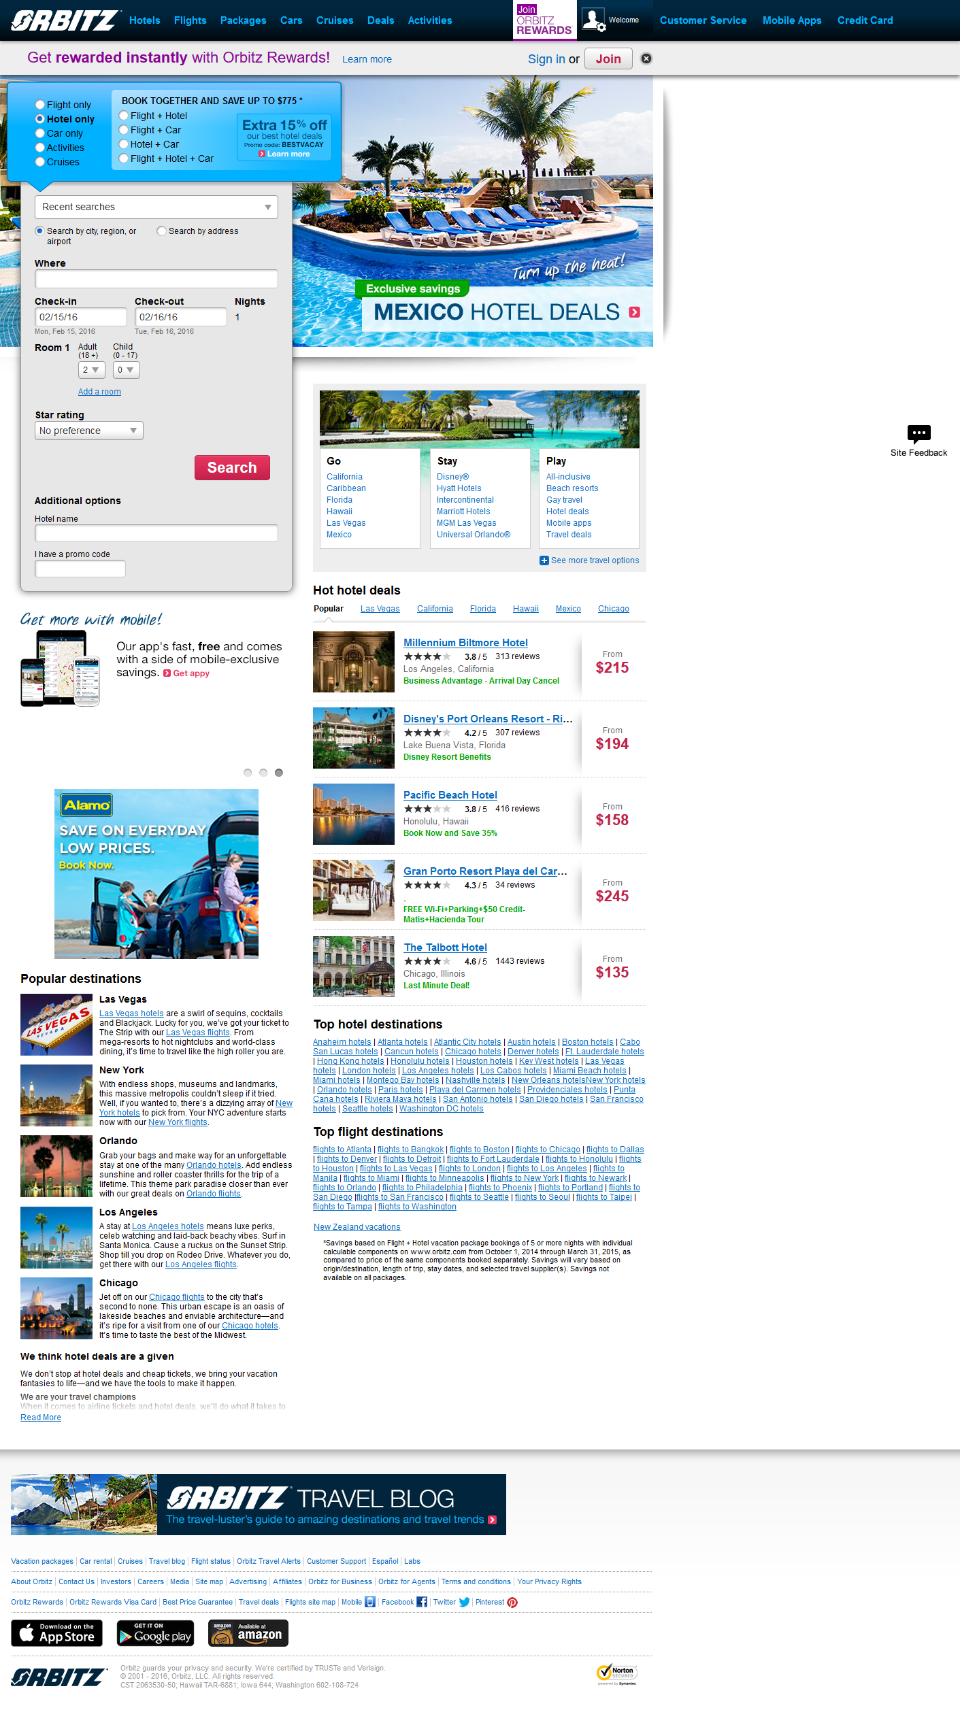 ORBITZ Hotels Flights Packages Cars Cruises Deals Activities
Join ORBITZ REWARDS
Welcome
Customer Service Mobile Apps Credit Card
Get rewarded instantly with Orbitz Rewards! Learn more
Sign in or Join
Flight only
Hotel only
Car only
Activities
Cruises
BOOK TOGETHER AND SAVE UP TO $775 *
Flight + Hotel
Flight + Car
Hotel + Car
Flight + Hotel + Car
Extra 15% off
our best hotel deals
Promo code: BESTVACAY
Learn more
Recent searches
Search by city, region, or
airport
Search by address
Where
Check-in Check-out Nights
02/15/16 02/16/16 1
Mon, Feb 15, 2016 Tue, Feb 16, 2016
Room 1 Adult Child
(18 +) (0 - 17)
2 0
Add a room
Star rating
No preference
Search
Additional options
Hotel name
I have a promo code
Turn up the heat!
Exclusive savings
MEXICO HOTEL DEALS
Site Feedback
Go
California
Caribbean
Florida
Hawaii
Las Vegas
Mexico
Stay
Disney®
Hyatt Hotels
Intercontinental
Marriott Hotels
MGM Las Vegas
Universal Orlando®
Play
All-inclusive
Beach resorts
Gay travel
Hotel deals
Mobile apps
Travel deals
See more travel options
Get more with mobile!
Our app's fast, free and comes
with a side of mobile-exclusive
savings. Get appy
Alamo
SAVE ON EVERYDAY
LOW PRICES.
Book Now.
Hot hotel deals
Popular Las Vegas California Florida Hawaii Mexico Chicago
Millennium Biltmore Hotel
3.8 / 5 313 reviews
Los Angeles, California
Business Advantage - Arrival Day Cancel
From
$215
Disney's Port Orleans Resort - Ri...
4.2 / 5 307 reviews
Lake Buena Vista, Florida
Disney Resort Benefits
From
$194
Pacific Beach Hotel
3.8 / 5 416 reviews
Honolulu, Hawaii
Book Now and Save 35%
From
$158
Gran Porto Resort Playa del Car...
4.3 / 5 34 reviews
,
FREE Wi-Fi+Parking+$50 Credit-
Matis+Hacienda Tour
From
$245
The Talbott Hotel
4.6 / 5 1443 reviews
Chicago, Illinois
Last Minute Deal!
From
$135
Popular destinations
LAS VEGAS
Las Vegas
Las Vegas hotels are a swirl of sequins, cocktails
and Blackjack. Lucky for you, we've got your ticket to
The Strip with our Las Vegas flights. From
mega-resorts to hot nightclubs and world-class
dining, it's time to travel like the high roller you are.
New York
With endless shops, museums and landmarks,
this massive metropolis couldn't sleep if it tried.
Well, if you wanted to, there's a dizzying array of New
York hotels to pick from. Your NYC adventure starts
now with our New York flights.
Orlando
Grab your bags and make way for an unforgettable
stay at one of the many Orlando hotels. Add endless
sunshine and roller coaster thrills for the trip of a
lifetime. This theme park paradise closer than ever
with our great deals on Orlando flights.
Los Angeles
A stay at Los Angeles hotels means luxe perks,
celeb watching and laid-back beachy vibes. Surf in
Santa Monica. Cause a ruckus on the Sunset Strip.
Shop till you drop on Rodeo Drive. Whatever you do,
get there with our Los Angeles flights.
Chicago
Jet off on our Chicago flights to the city that's
second to none. This urban escape is an oasis of
lakeside beaches and enviable architecture—and
it's ripe for a visit from one of our Chicago hotels.
It's time to taste the best of the Midwest.
We think hotel deals are a given
We don't stop at hotel deals and cheap tickets, we bring your vacation
fantasies to life—and we have the tools to make it happen.
We are your travel champions
When it comes to airline tickets and hotel deals, we'll do what it takes to
Read More
Top hotel destinations
Anaheim hotels | Atlanta hotels | Atlantic City hotels | Austin hotels | Boston hotels | Cabo
San Lucas hotels | Cancun hotels | Chicago hotels | Denver hotels | Ft. Lauderdale hotels
| Hong Kong hotels | Honolulu hotels | Houston hotels | Key West hotels | Las Vegas
hotels | London hotels | Los Angeles hotels | Los Cabos hotels | Miami Beach hotels |
Miami hotels | Montego Bay hotels | Nashville hotels | New Orleans hotelsNew York hotels
| Orlando hotels | Paris hotels | Playa del Carmen hotels | Providenciales hotels | Punta
Cana hotels | Riviera Maya hotels | San Antonio hotels | San Diego hotels | San Francisco
hotels | Seattle hotels | Washington DC hotels
Top flight destinations
flights to Atlanta | flights to Bangkok | flights to Boston | flights to Chicago | flights to Dallas
| flights to Denver | flights to Detroit | flights to Fort Lauderdale | flights to Honolulu | flights
to Houston | flights to Las Vegas | flights to London | flights to Los Angeles | flights to
Manila | flights to Miami | flights to Minneapolis | flights to New York | flights to Newark |
flights to Orlando | flights to Philadelphia | flights to Phoenix | flights to Portland | flights to
San Diego |flights to San Francisco | flights to Seattle | flights to Seoul | flights to Taipei |
flights to Tampa | flights to Washington
New Zealand vacations
*Savings based on Flight + Hotel vacation package bookings of 5 or more nights with individual
calculable components on www.orbitz.com from October 1, 2014 through March 31, 2015, as
compared to price of the same components booked separately. Savings will vary based on
origin/destination, length of trip, stay dates, and selected travel supplier(s). Savings not
available on all packages.
ORBITZ TRAVEL BLOG
The travel-luster's guide to amazing destinations and travel trends
Vacation packages | Car rental | Cruises | Travel blog | Flight status | Orbitz Travel Alerts | Customer Support | Español | Labs
About Orbitz | Contact Us | Investors | Careers | Media | Site map | Advertising | Affiliates | Orbitz for Business | Orbitz for Agents | Terms and conditions | Your Privacy Rights
Orbitz Rewards | Orbitz Rewards Visa Card | Best Price Guarantee | Travel deals | Flights site map | Mobile | Facebook | Twitter | Pinterest
Download on the
App Store
GET IT ON
Google play
amazon
Available at
amazon
ORBITZ
Orbitz guards your privacy and security. We're certified by TRUSTe and Verisign.
© 2001 - 2016, Orbitz, LLC. All rights reserved.
CST 2063530-50; Hawaii TAR-6881; Iowa 644; Washington 602-108-724
Norton
SECURED
powered by Symantec